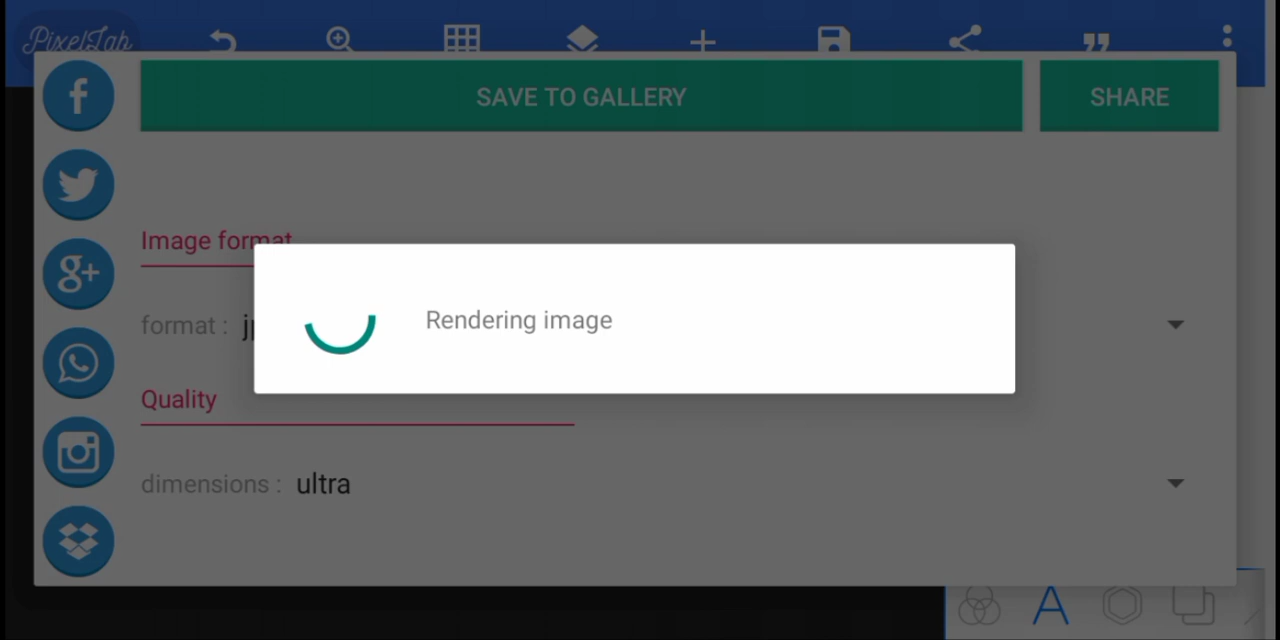 PixelLab
SAVE TO GALLERY
SHARE
Image format
format :
Rendering image
Quality
dimensions : ultra